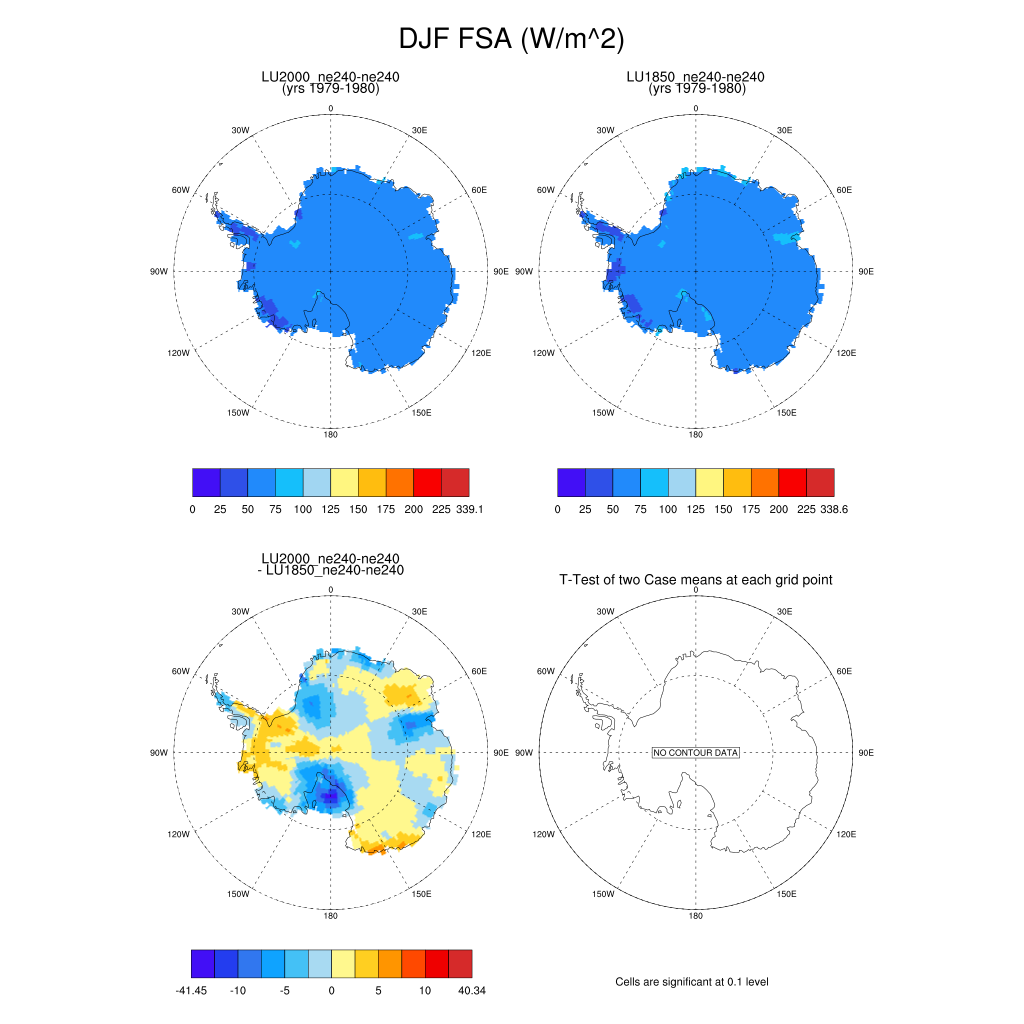 DJF FSA (W/m^2)
LU2000_ne240-ne240
(yrs 1979-1980)
LU1850_ne240-ne240
(yrs 1979-1980)
0
30W 30E
60W 60E
90W 90E
120W 120E
150W 150E
180
0
30W 30E
60W 60E
90W 90E
120W 120E
150W 150E
180
0 25 50 75 100 125 150 175 200 225 339.1
0 25 50 75 100 125 150 175 200 225 338.6
LU2000_ne240-ne240
- LU1850_ne240-ne240
T-Test of two Case means at each grid point
0
30W 30E
60W 60E
90W 90E
120W 120E
150W 150E
180
0
30W 30E
60W 60E
90W NO CONTOUR DATA 90E
120W 120E
150W 150E
180
-41.45 -10 -5 0 5 10 40.34
Cells are significant at 0.1 level